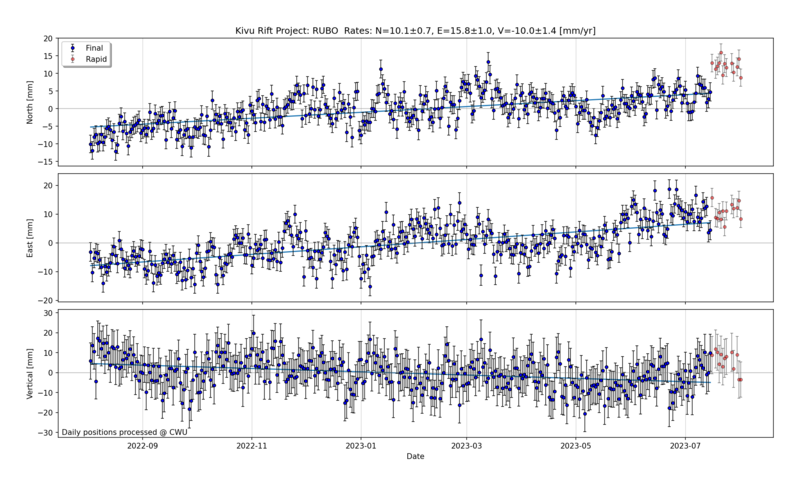 Kivu Rift Project: RUBO Rates: N=10.1±0.7, E=15.8±1.0, V=-10.0±1.4 [mm/yr]
Final
Rapid
North [mm]
20
15
10
5
0
−5
−10
−15
East [mm]
20
10
0
−10
−20
Vertical [mm]
30
20
10
0
−10
−20
−30
Daily positions processed @ CWU
2022-09 2022-11 2023-01 2023-03 2023-05 2023-07
Date